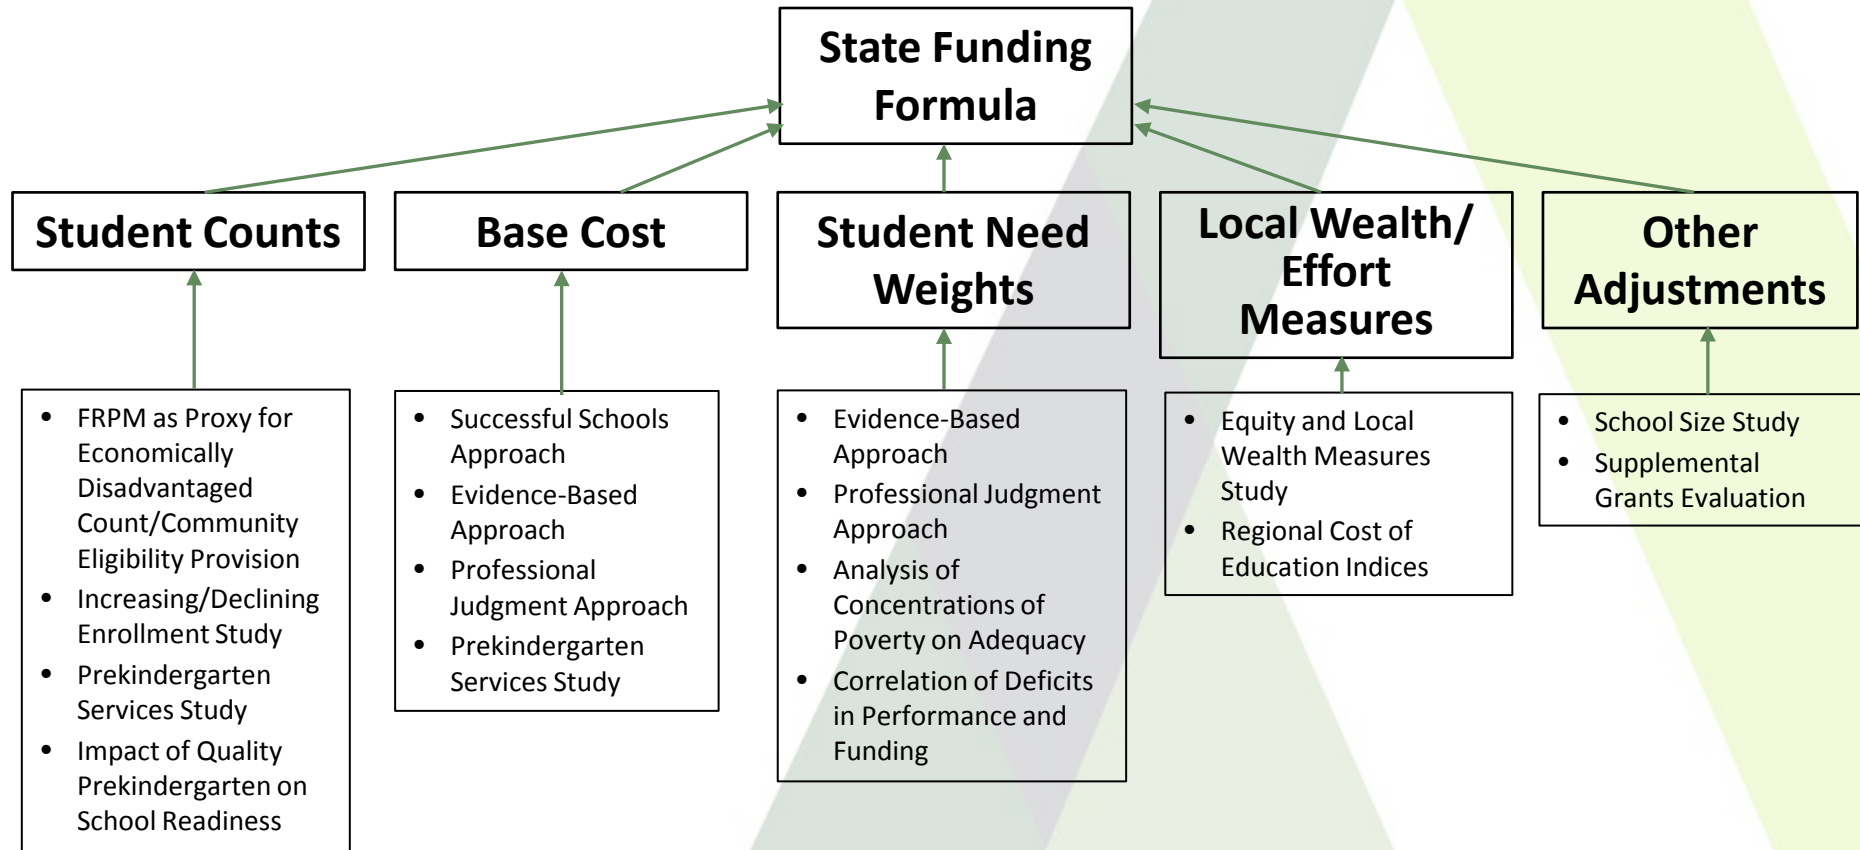 State Funding
Formula
Student Counts
Base Cost
Student Need
Weights
Local Wealth/
Effort
Measures
Other
Adjustments
• FRPM as Proxy for
Economically
Disadvantaged
Count/Community
Eligibility Provision
• Increasing/Declining
Enrollment Study
• Prekindergarten
Services Study
• Impact of Quality
Prekindergarten on
School Readiness
• Successful Schools
Approach
• Evidence-Based
Approach
• Professional
Judgment Approach
• Prekindergarten
Services Study
• Evidence-Based
Approach
• Professional Judgment
Approach
• Analysis of
Concentrations of
Poverty on Adequacy
• Correlation of Deficits
in Performance and
Funding
• Equity and Local
Wealth Measures
Study
• Regional Cost of
Education Indices
• School Size Study
• Supplemental
Grants Evaluation